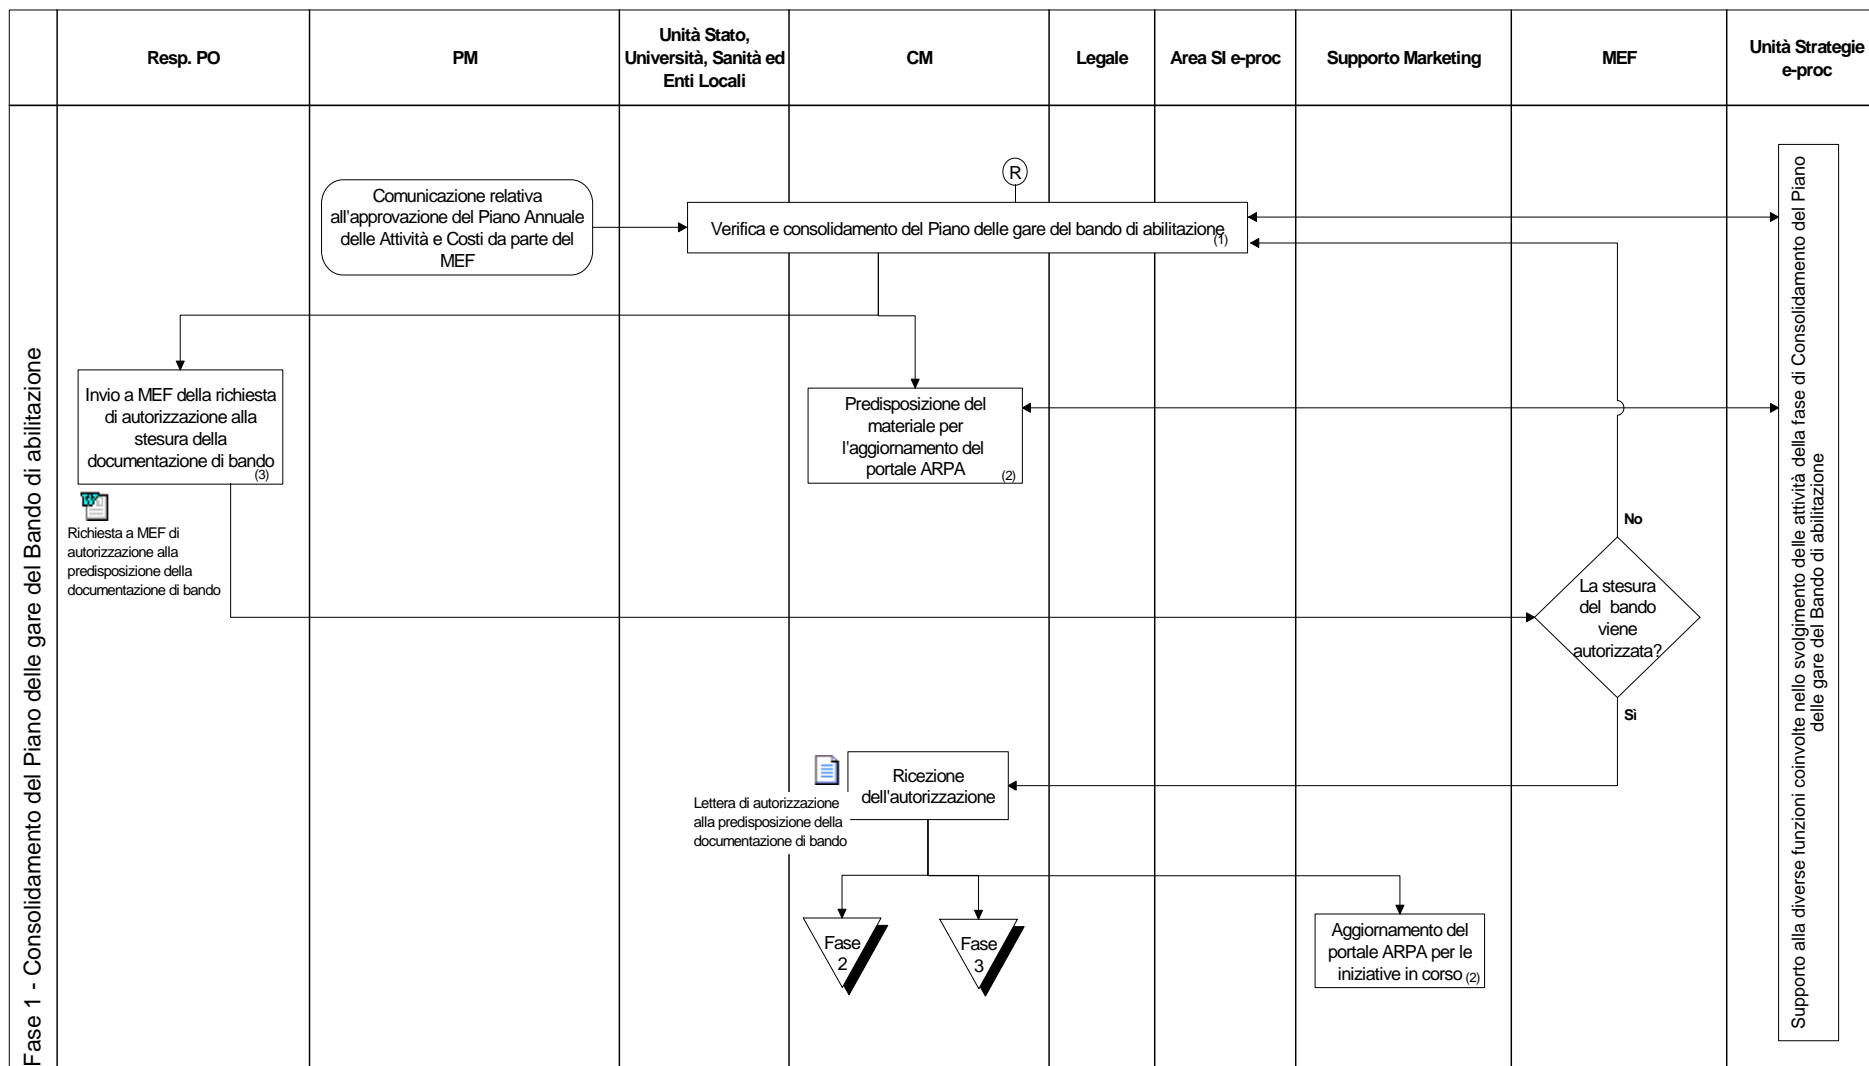 Resp. PO
PM
Unità Stato,
Università, Sanità ed
Enti Locali
CM
Legale
Area SI e-proc
Supporto Marketing
MEF
Unità Strategie
e-proc
Fase 1 - Consolidamento del Piano delle gare del Bando di abilitazione
R
Comunicazione relativa
all'approvazione del Piano Annuale
delle Attività e Costi da parte del
MEF
Verifica e consolidamento del Piano delle gare del bando di abilitazione
(1)
Invio a MEF della richiesta
di autorizzazione alla
stesura della
documentazione di bando
(3)
Predisposizione del
materiale per
l'aggiornamento del
portale ARPA
(2)
W
Richiesta a MEF di
autorizzazione alla
predisposizione della
documentazione di bando
No
La stesura
del bando
viene
autorizzata?
Sì
Ricezione
dell'autorizzazione
Lettera di autorizzazione
alla predisposizione della
documentazione di bando
Fase
2
Fase
3
Aggiornamento del
portale ARPA per le
iniziative in corso (2)
Supporto alla diverse funzioni coinvolte nello svolgimento delle attività della fase di Consolidamento del Piano
delle gare del Bando di abilitazione